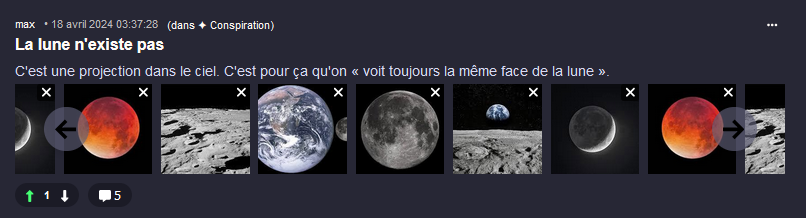 max • 18 avril 2024 03:37:28 (dans ✦ Conspiration)
La lune n'existe pas
C'est une projection dans le ciel. C'est pour ça qu'on « voit toujours la même face de la lune ».
1 5